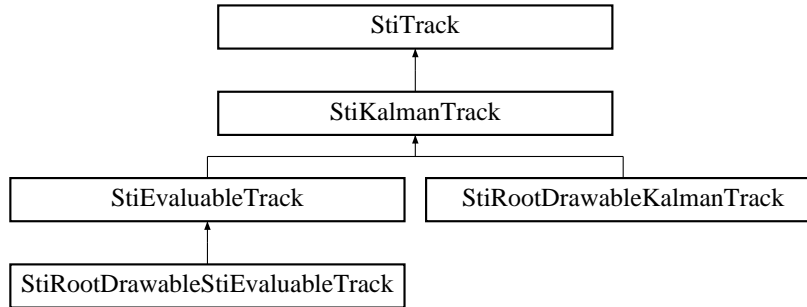 StiTrack
StiKalmanTrack
StiEvaluableTrack
StiRootDrawableKalmanTrack
StiRootDrawableStiEvaluableTrack